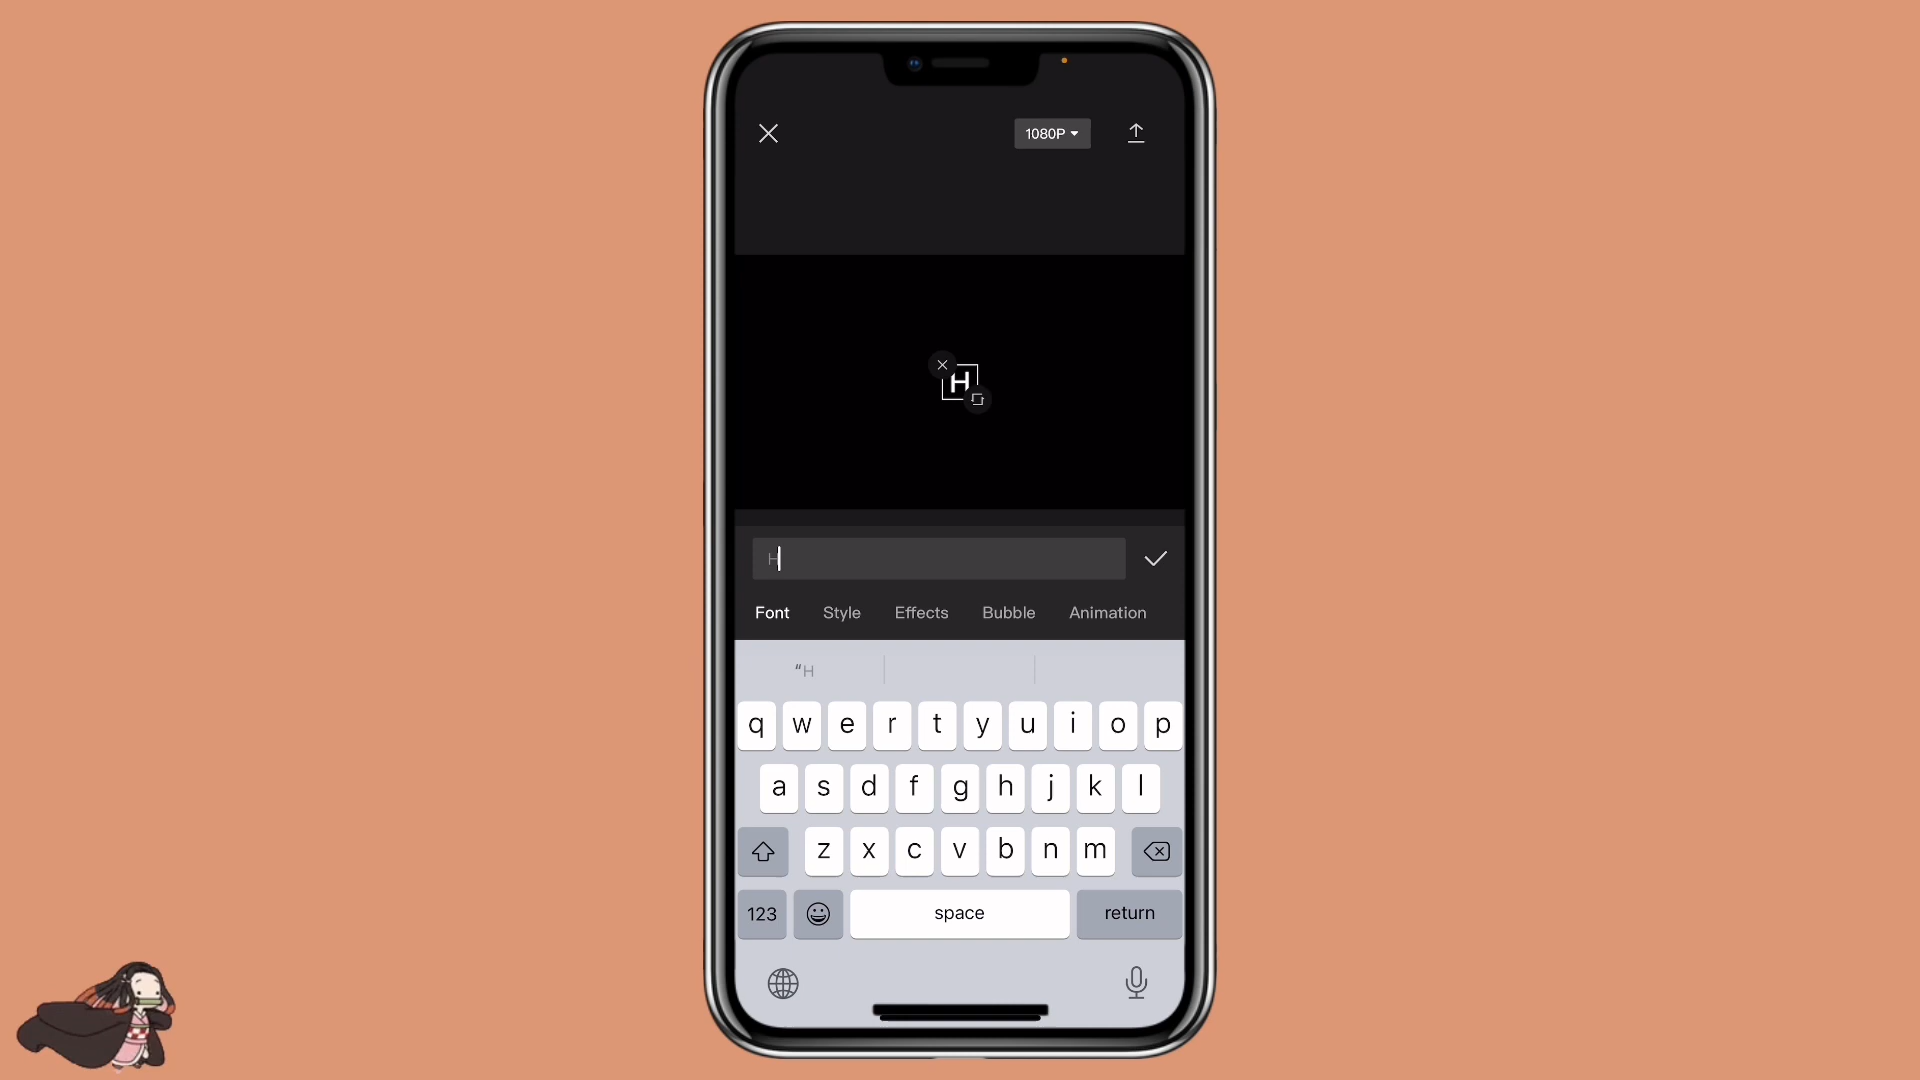 1080P
H
H
Font Style Effects Bubble Animation
“H
q w e r t y u i o p
a s d f g h j k l
z x c v b n m
123 space return